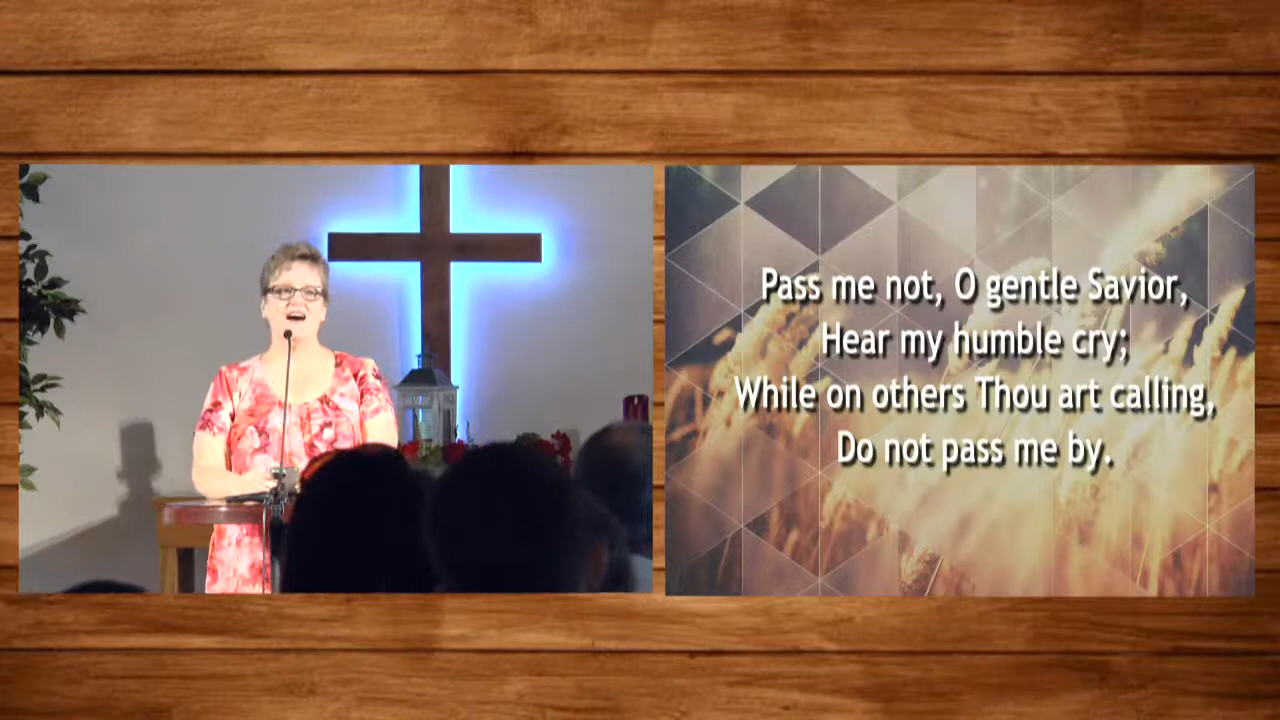 Pass me not, O gentle Savior,
Hear my humble cry;
While on others Thou art calling,
Do not pass me by.